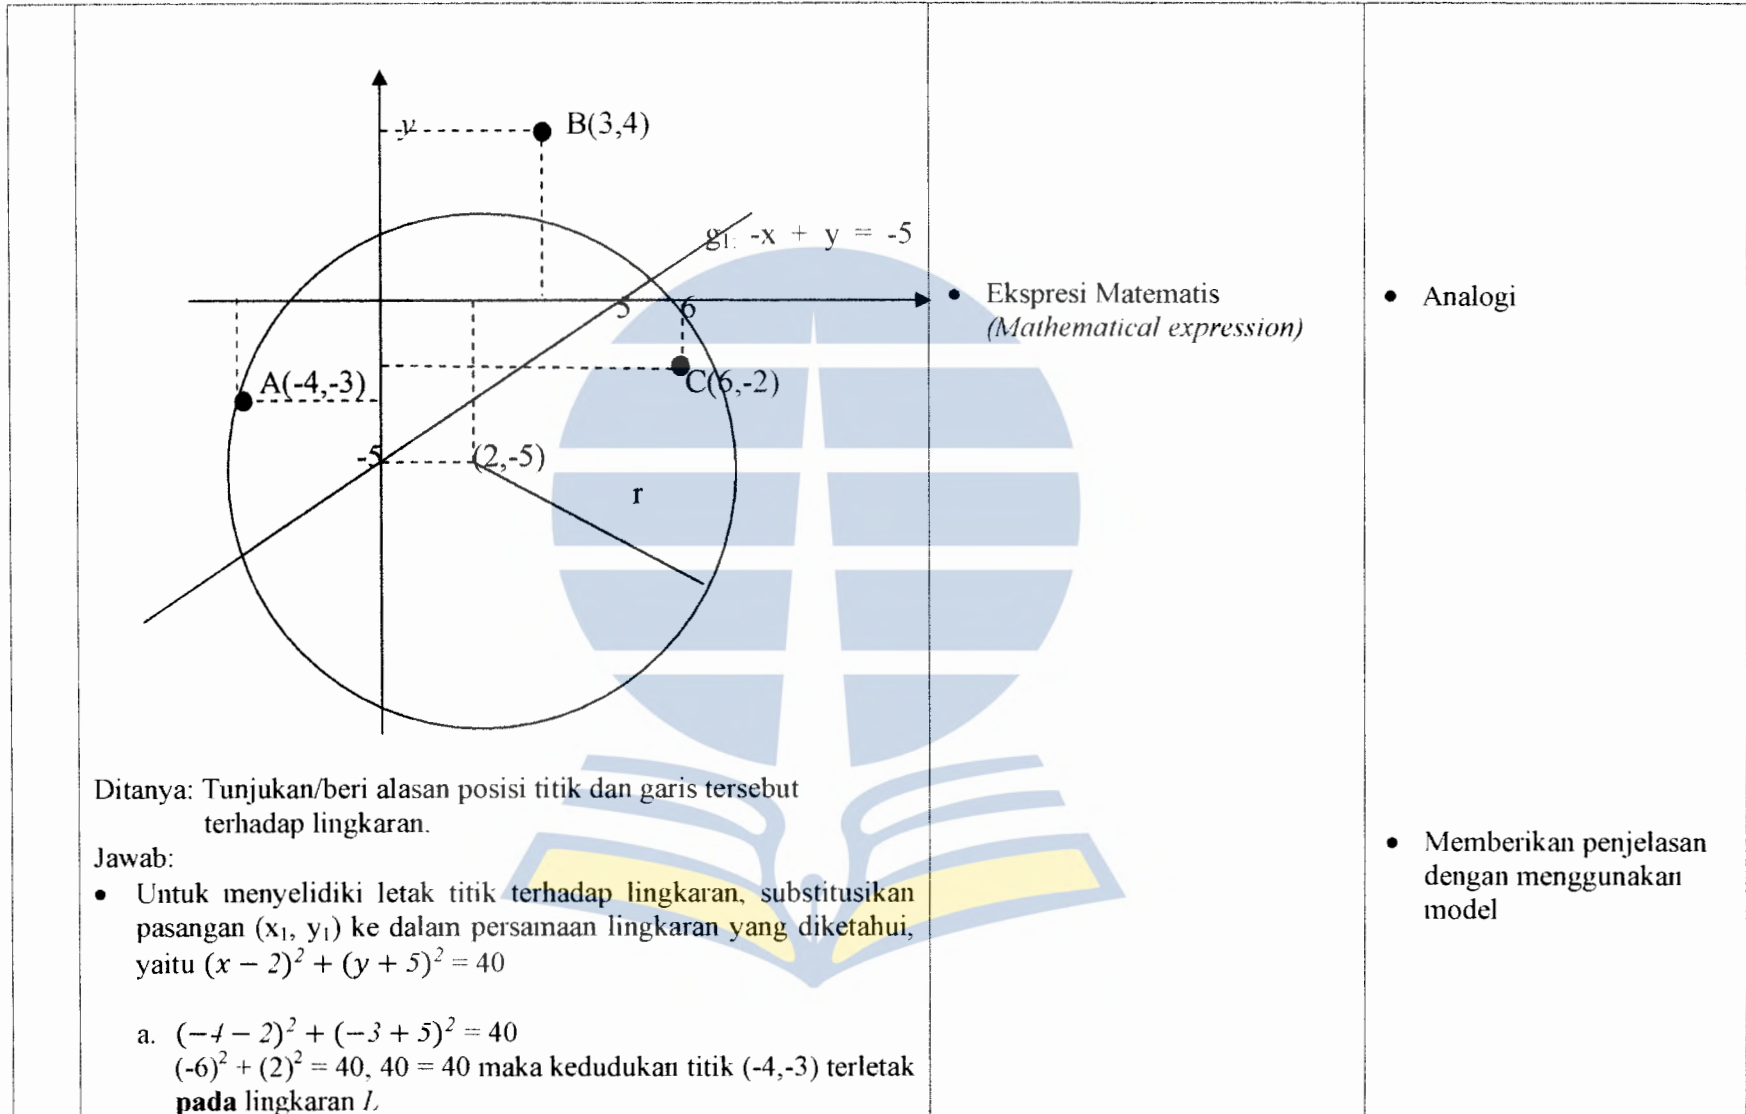 y
B(3,4)
g1: -x + y = -5
5
6
A(-4,-3)
C(6,-2)
-5
(2,-5)
r
Ditanya: Tunjukan/beri alasan posisi titik dan garis tersebut
terhadap lingkaran.
Jawab:
• Untuk menyelidiki letak titik terhadap lingkaran, substitusikan
pasangan (x₁, y₁) ke dalam persamaan lingkaran yang diketahui,
yaitu (x − 2)² + (y + 5)² = 40
a. (−4 − 2)² + (−3 + 5)² = 40
(-6)² + (2)² = 40, 40 = 40 maka kedudukan titik (-4,-3) terletak
pada lingkaran L
• Ekspresi Matematis
(Mathematical expression)
• Analogi
• Memberikan penjelasan
dengan menggunakan
model